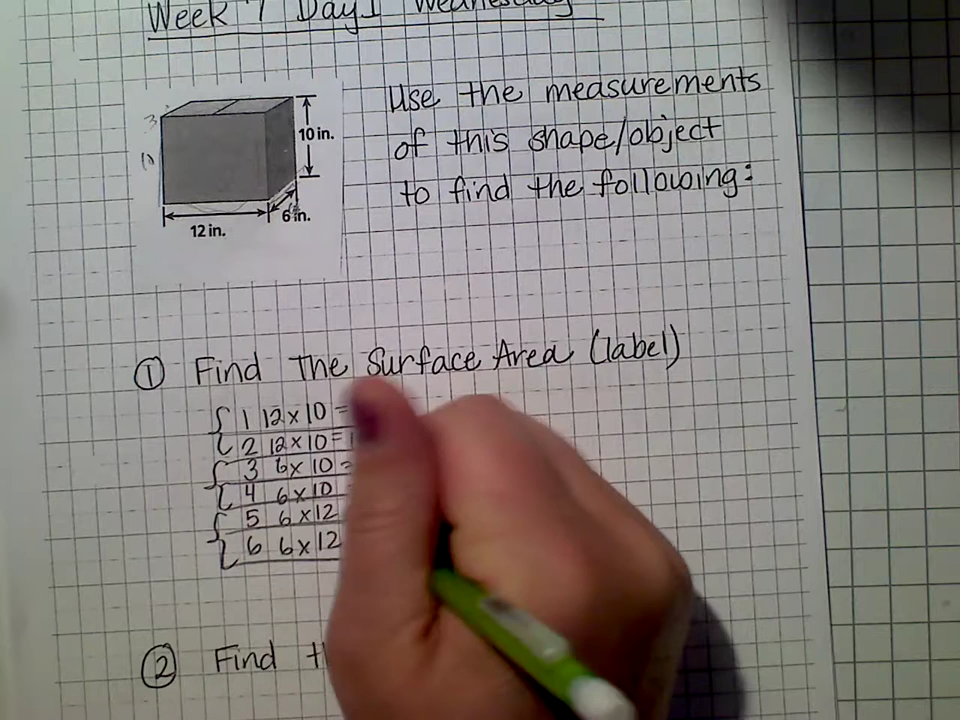 Week 7 Day 1 Wednesday
Use the measurements
of this shape/object
to find the following:
10 in.
6 in.
12 in.
① Find The Surface Area (label)
1 12 x 10 =
2 12 x 10 =
3 6 x 10 =
4 6 x 10
5 6 x 12
6 6 x 12
② Find